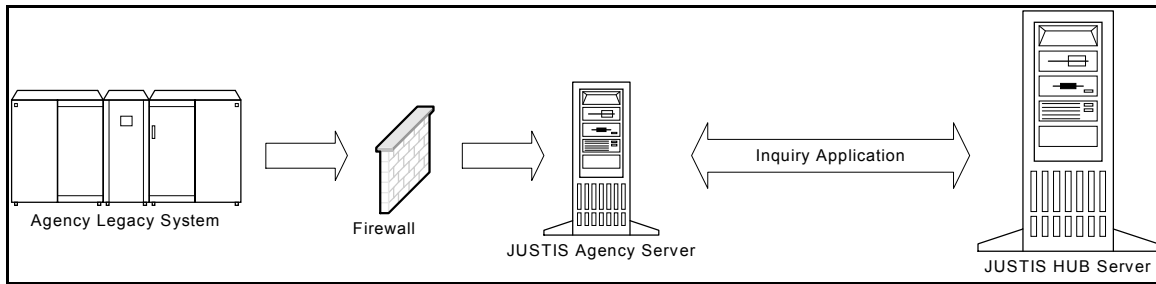 Agency Legacy System
Firewall
JUSTIS Agency Server
Inquiry Application
JUSTIS HUB Server